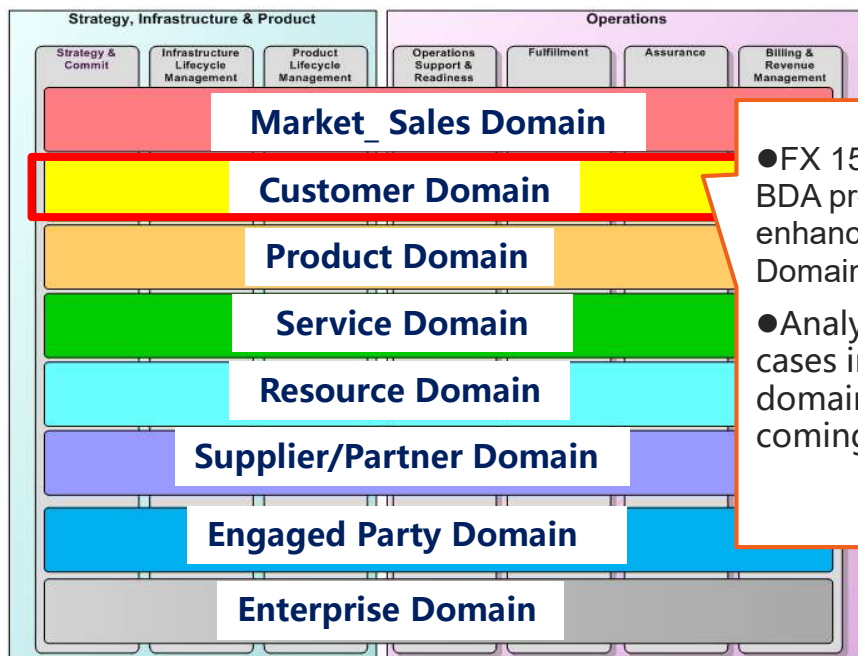 Strategy, Infrastructure & Product
Operations
Strategy &
Commit
Infrastructure
Lifecycle
Management
Product
Lifecycle
Management
Operations
Support &
Readiness
Fulfillment
Assurance
Billing &
Revenue
Management
Market_ Sales Domain
Customer Domain
Product Domain
Service Domain
Resource Domain
Supplier/Partner Domain
Engaged Party Domain
Enterprise Domain
●FX 15
BDA pr
enhanc
Domain
●Analy
cases in
domain
coming